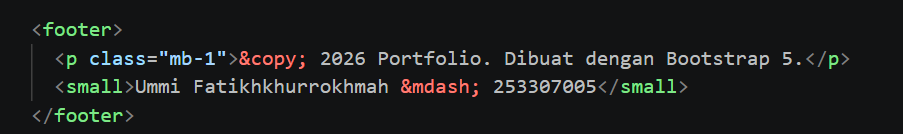 <footer>
<p class="mb-1">&copy; 2026 Portfolio. Dibuat dengan Bootstrap 5.</p>
<small>Ummi Fatikhkhurrokhmah &mdash; 253307005</small>
</footer>